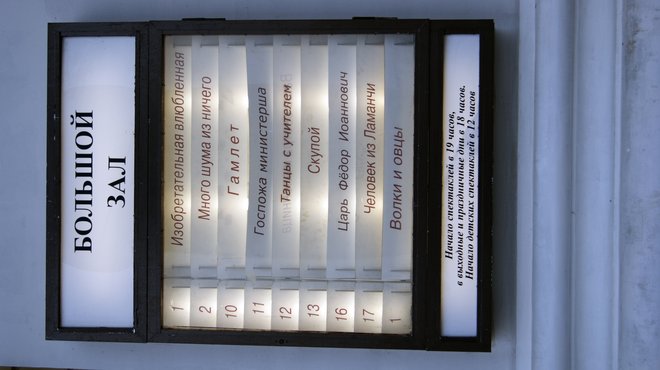 БОЛЬШОЙ
ЗАЛ
1 Изобретательная влюбленная
2 Много шума из ничего
10 Гамлет
11 Госпожа министерша
12 Танцы с учителем
13 Скупой
16 Царь Фёдор Иоаннович
17 Человек из Ламанчи
1 Волки и овцы
Начало спектаклей в 19 часов,
в выходные и праздничные дни в 18 часов.
Начало детских спектаклей в 12 часов